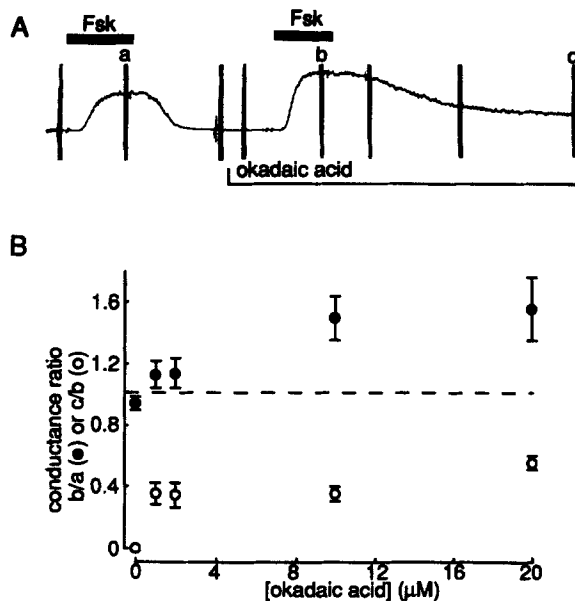 A
Fsk
Fsk
a
b
c
okadaic acid
B
conductance ratio
b/a (●) or c/b (o)
1.6
1.2
0.8
0.4
0
0
4
8
12
16
20
[okadaic acid] (μM)